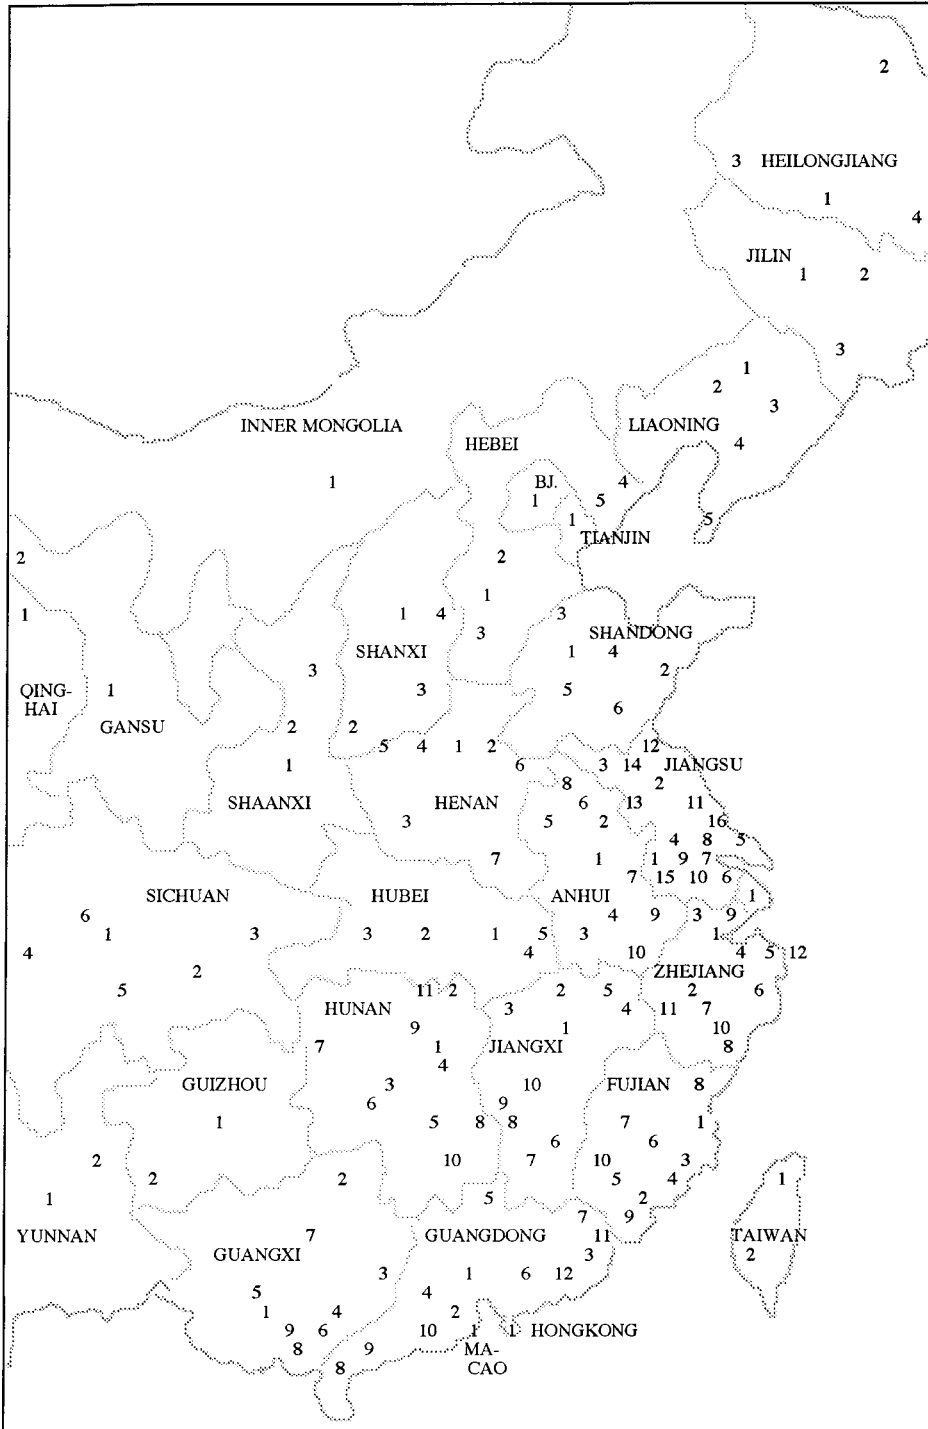 2
3 HEILONGJIANG
1
4
JILIN
1 2
3
1
2
3
INNER MONGOLIA
LIAONING
HEBEI
4
1
BJ.
4
1
5
1
5
TIANJIN
2
2
1
1
1 4
3
SHANDONG
3
SHANXI
1 4
3
2
QING-
HAI
1
GANSU
3
5
6
2
2
5 4 1 2
12
1
6
3 14 JIANGSU
8
2
SHAANXI
HENAN
6
13 11
3
5 2
16
4 8 5
7
1
1 9 7
7
15 10 6
SICHUAN
HUBEI
ANHUI
1
6
4 9 3 9
1
3
3 2 1 5 3
1
4
4
10
4 5 12
2
ZHEJIANG
5
11 2
2 5
2
6
HUNAN
3
4
11 7
9
1
10
7
1
JIANGXI
8
4
GUIZHOU
3
10
FUJIAN
8
6
9
1
5 8 8
7
1
6
2
10
7
10
3
2
2
5
4
1
1
5
2
YUNNAN
7
9
7
GUANGDONG
11
TAIWAN
GUANGXI
3
2
3
1 6 12
5
4
1
4
2
9 6
10
1
1 HONGKONG
8
9
MA-
CAO
8